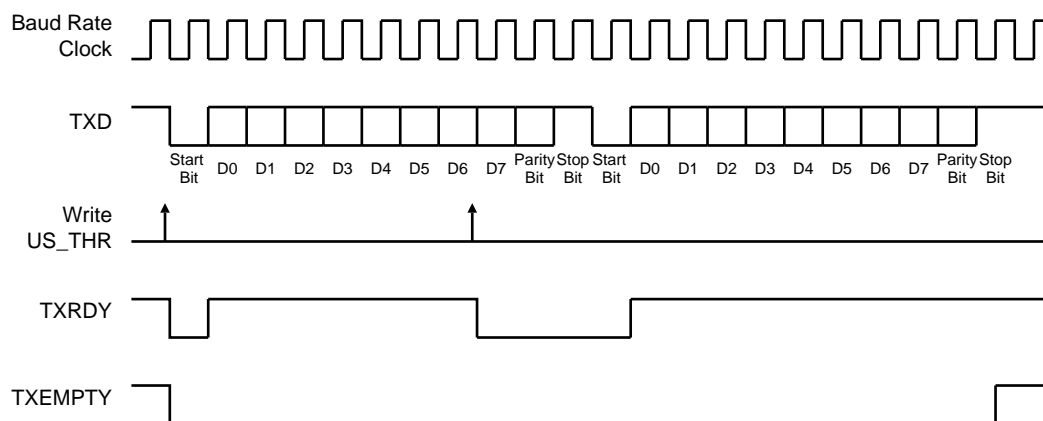 Baud Rate
Clock
TXD
Start
Bit
D0 D1 D2 D3 D4 D5 D6 D7
Parity
Bit
Stop
Bit
Start
Bit
D0 D1 D2 D3 D4 D5 D6 D7
Parity
Bit
Stop
Bit
Write
US_THR
TXRDY
TXEMPTY